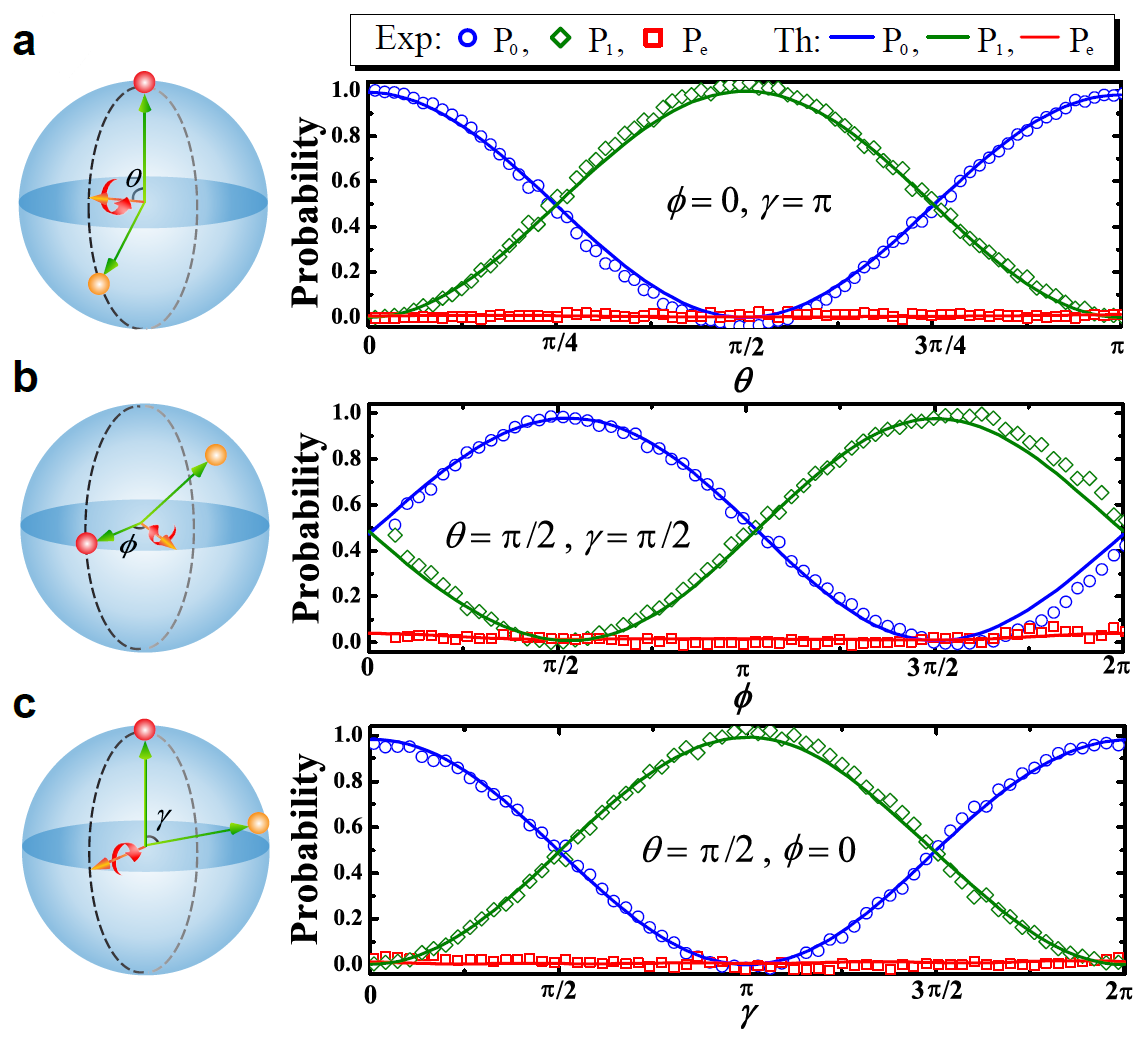 Exp: P₀, P₁, Pₑ Th: P₀, P₁, Pₑ
a
θ
Probability
1.0
0.8
0.6
0.4
0.2
0.0
ϕ = 0, γ = π
0 π/4 π/2 3π/4 π
θ
b
ϕ
Probability
1.0
0.8
0.6
0.4
0.2
0.0
θ = π/2 , γ = π/2
0 π/2 π 3π/2 2π
ϕ
c
γ
Probability
1.0
0.8
0.6
0.4
0.2
0.0
θ = π/2 , ϕ = 0
0 π/2 π 3π/2 2π
γ